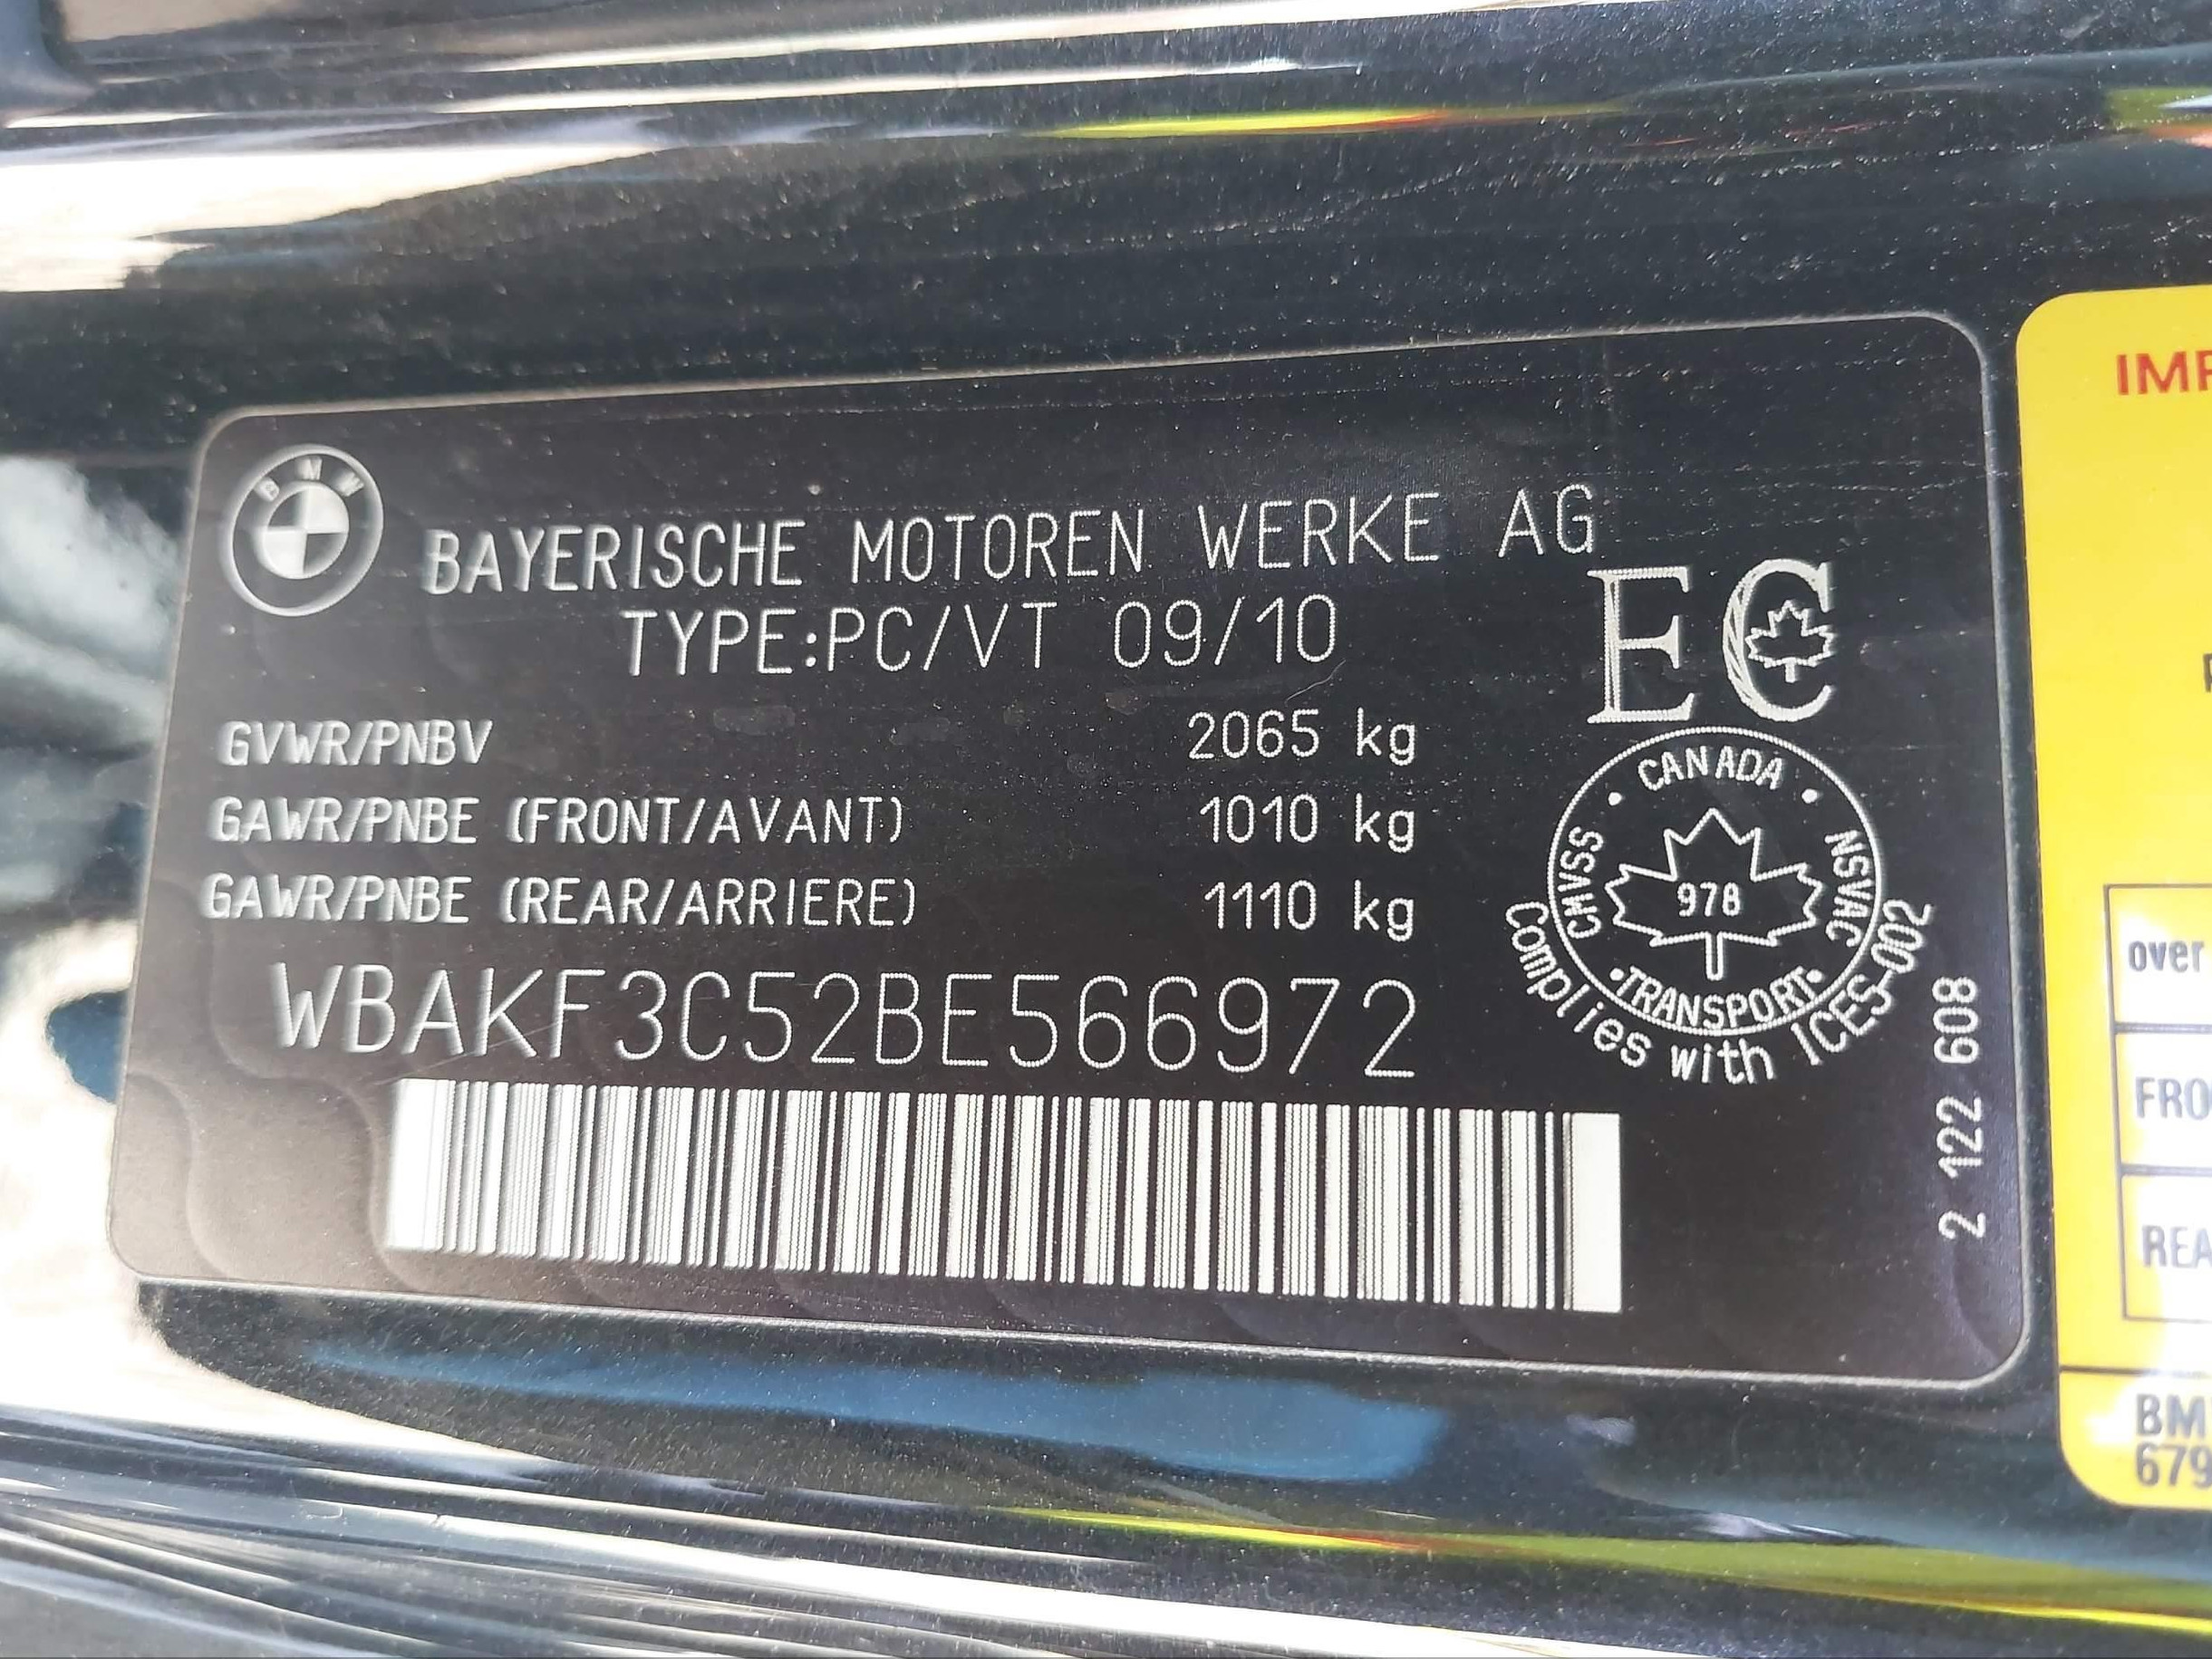 BMW
BAYERISCHE MOTOREN WERKE AG
TYPE:PC/VT 09/10
EC
GVWR/PNBV 2065 kg
GAWR/PNBE (FRONT/AVANT) 1010 kg
GAWR/PNBE (REAR/ARRIERE) 1110 kg
WBAKF3C52BE566972
CANADA
CMVSS
NSVAC
978
TRANSPORT
Complies with ICES-002
2 122 608
over
FRO
REA
BM
679